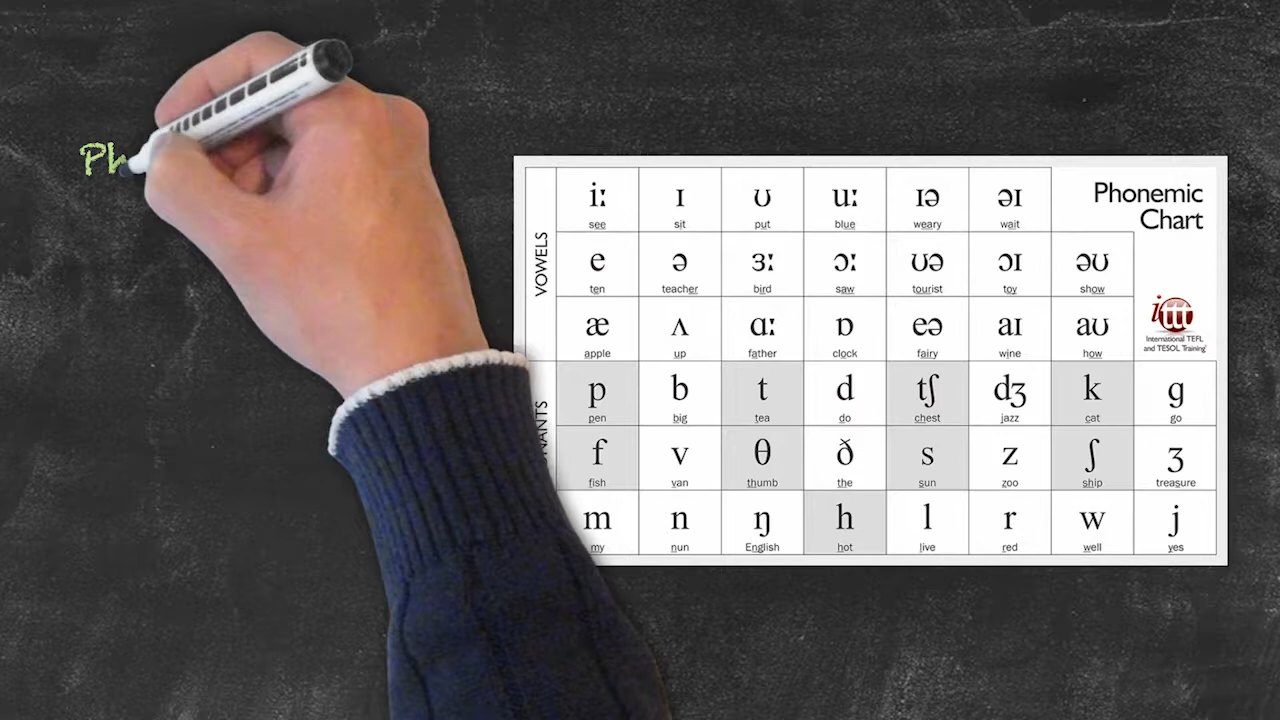 Ph
Phonemic
Chart
VOWELS
iː ɪ ʊ uː ɪə əɪ
see sit put blue weary wait
e ə ɜː ɔː ʊə ɔɪ əʊ
ten teacher bird saw tourist toy show
æ ʌ ɑː ɒ eə aɪ aʊ
apple up father clock fairy wine how
ittt
International TEFL
and TESOL Training
NANTS
p b t d tʃ dʒ k g
pen big tea do chest jazz cat go
f v θ ð s z ʃ ʒ
fish van thumb the sun zoo ship treasure
m n ŋ h l r w j
my nun English hot live red well yes